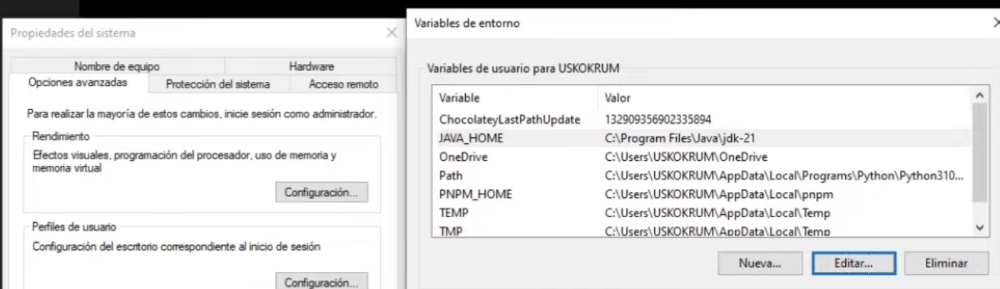 Propiedades del sistema
Nombre de equipo
Hardware
Opciones avanzadas
Protección del sistema
Acceso remoto
Para realizar la mayoría de estos cambios, inicie sesión como administrador.
Rendimiento
Efectos visuales, programación del procesador, uso de memoria y
memoria virtual
Configuración...
Perfiles de usuario
Configuración del escritorio correspondiente al inicio de sesión
Configuración...
Variables de entorno
Variables de usuario para USKOKRUM
Variable Valor
ChocolateyLastPathUpdate 132909356902335894
JAVA_HOME C:\Program Files\Java\jdk-21
OneDrive C:\Users\USKOKRUM\OneDrive
Path C:\Users\USKOKRUM\AppData\Local\Programs\Python\Python310...
PNPM_HOME C:\Users\USKOKRUM\AppData\Local\pnpm
TEMP C:\Users\USKOKRUM\AppData\Local\Temp
TMP C:\Users\USKOKRUM\AppData\Local\Temp
Nueva... Editar... Eliminar